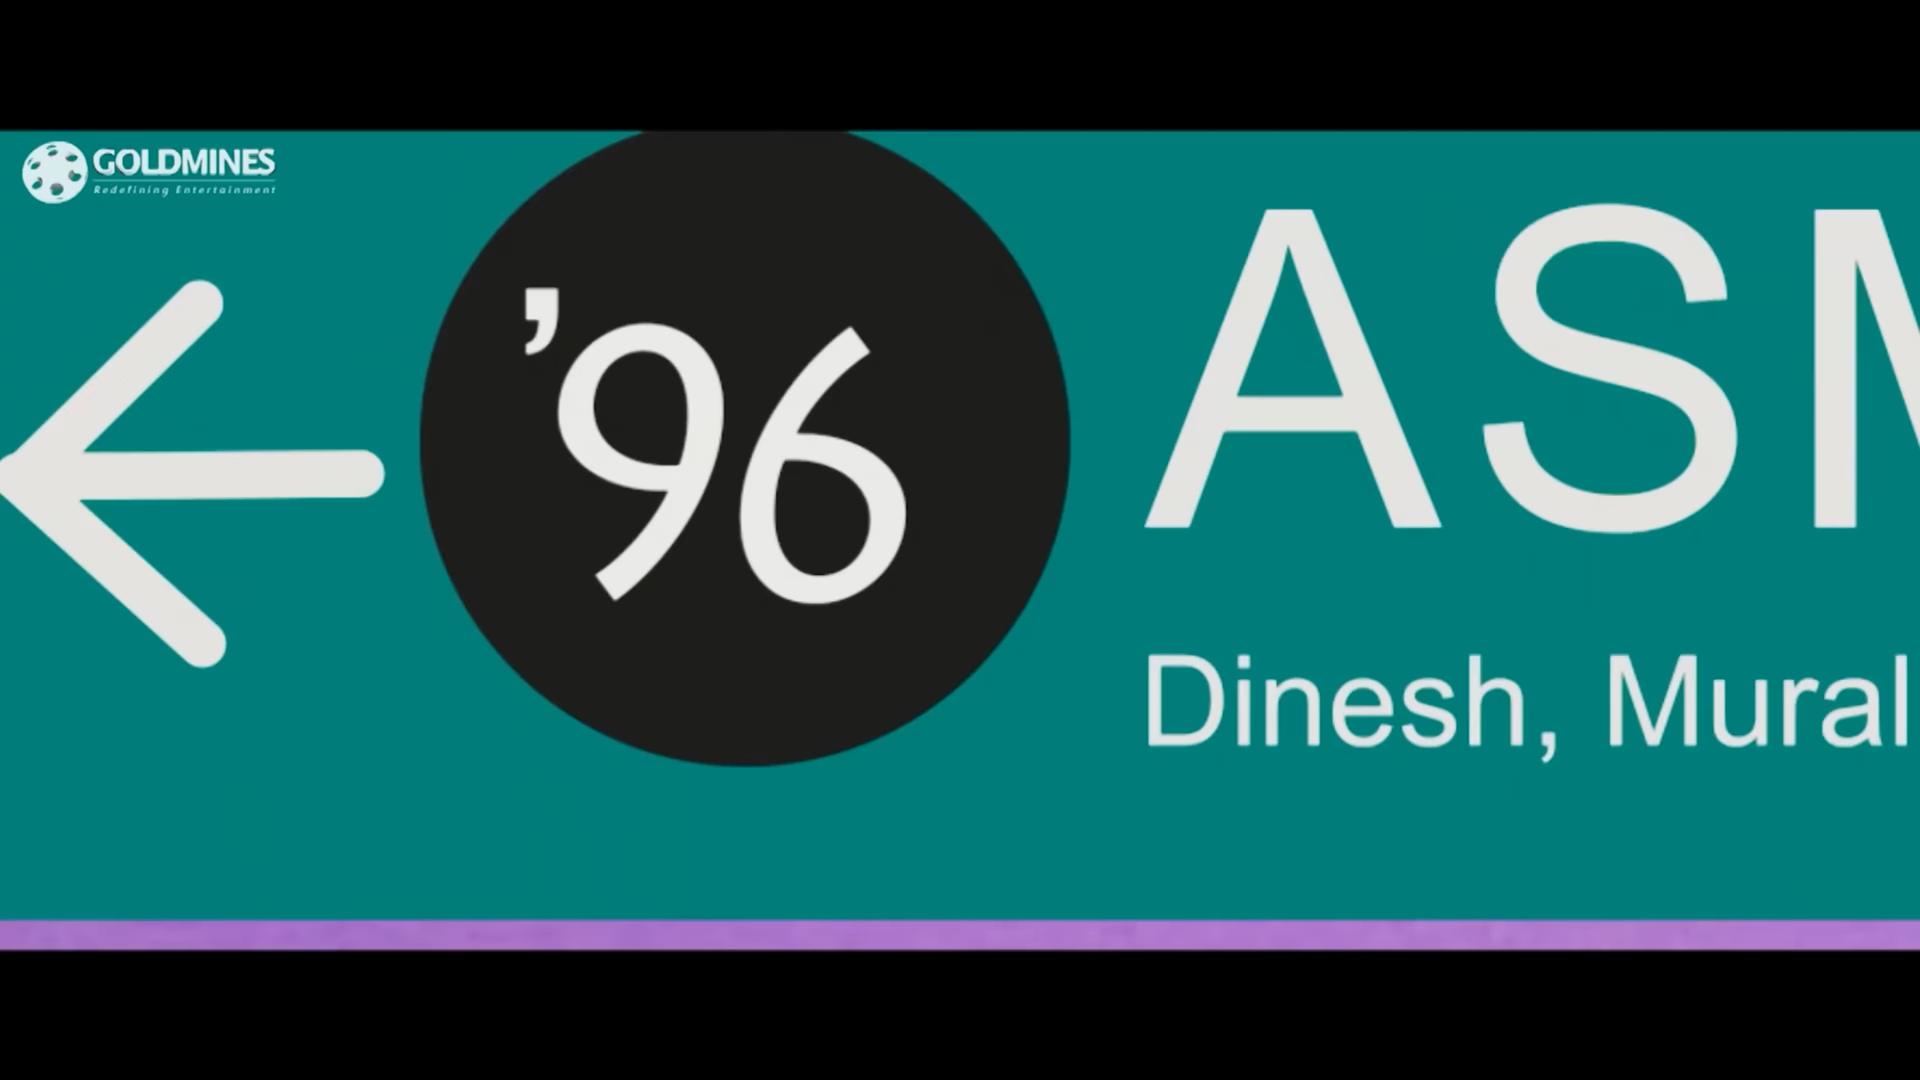 GOLDMINES
Redefining Entertainment
’96
ASM
Dinesh, Mural